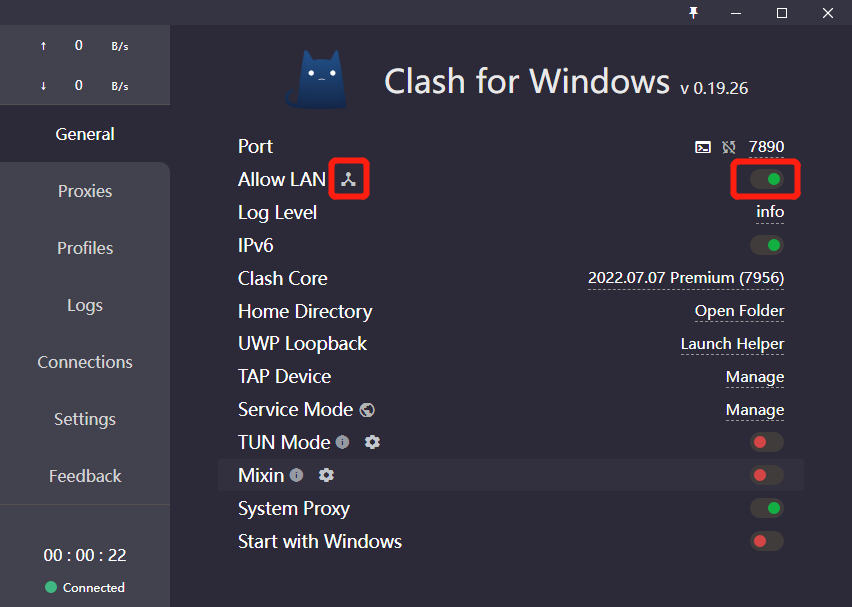 ↑ 0 B/s
↓ 0 B/s
General
Proxies
Profiles
Logs
Connections
Settings
Feedback
00 : 00 : 22
Connected
Clash for Windows v 0.19.26
Port 7890
Allow LAN
Log Level info
IPv6
Clash Core 2022.07.07 Premium (7956)
Home Directory Open Folder
UWP Loopback Launch Helper
TAP Device Manage
Service Mode Manage
TUN Mode
Mixin
System Proxy
Start with Windows